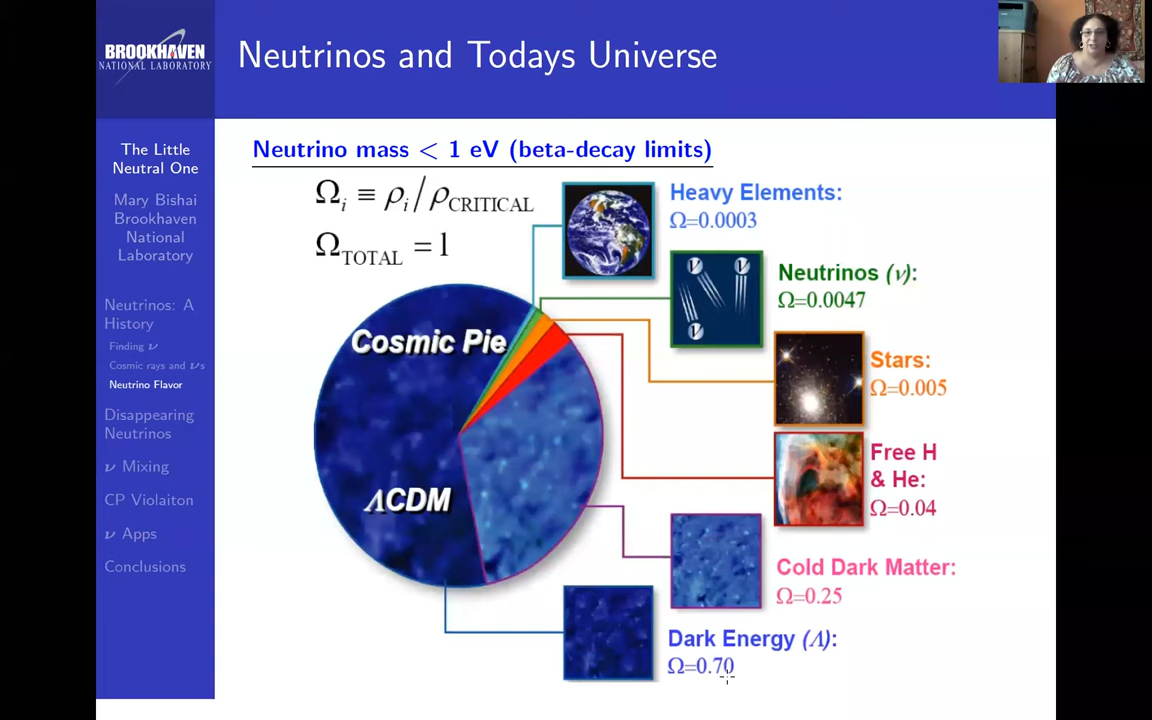 BROOKHAVEN
NATIONAL LABORATORY
Neutrinos and Todays Universe
The Little
Neutral One
Mary Bishai
Brookhaven
National
Laboratory
Neutrinos: A
History
Finding ν
Cosmic rays and νs
Neutrino Flavor
Disappearing
Neutrinos
ν Mixing
CP Violaiton
ν Apps
Conclusions
Neutrino mass < 1 eV (beta-decay limits)
Ωi ≡ ρi/ρCRITICAL
ΩTOTAL = 1
Cosmic Pie
ΛCDM
Heavy Elements:
Ω=0.0003
ν ν
ν
Neutrinos (ν):
Ω=0.0047
Stars:
Ω=0.005
Free H
& He:
Ω=0.04
Cold Dark Matter:
Ω=0.25
Dark Energy (Λ):
Ω=0.70